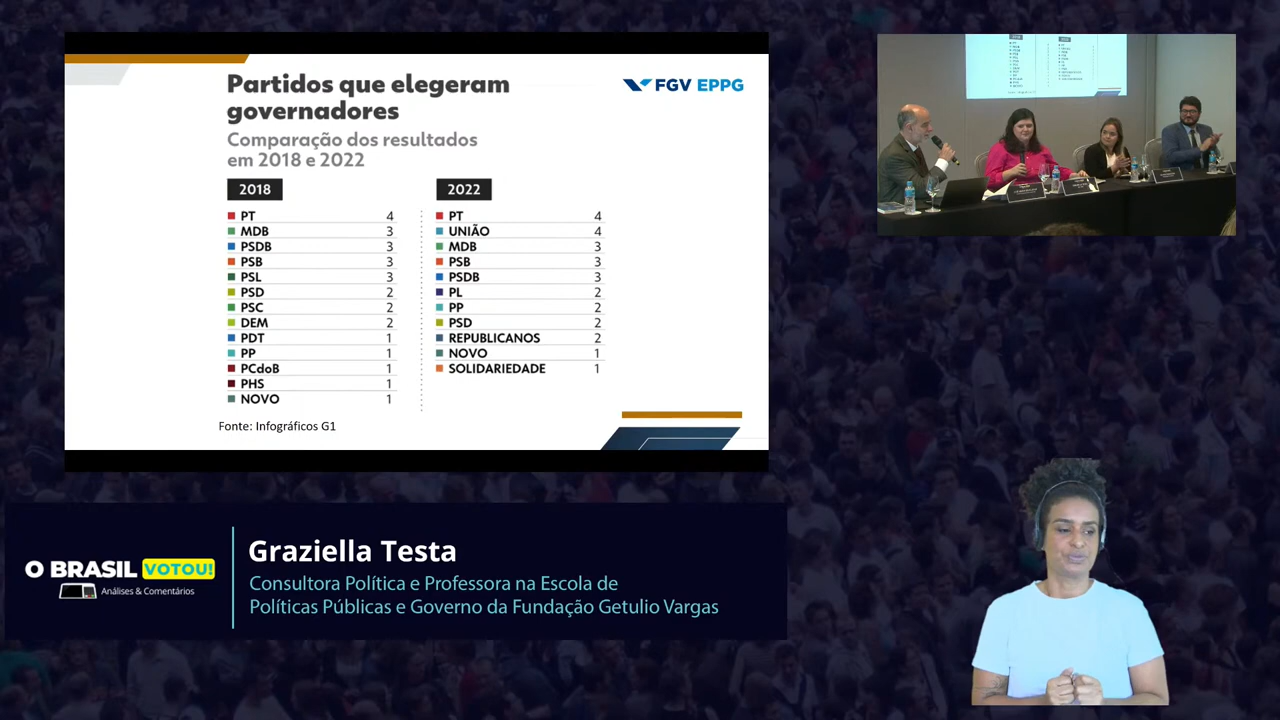 Partidos que elegeram
governadores
FGV EPPG
Comparação dos resultados
em 2018 e 2022
2018
PT 4
MDB 3
PSDB 3
PSB 3
PSL 3
PSD 2
PSC 2
DEM 2
PDT 1
PP 1
PCdoB 1
PHS 1
NOVO 1
2022
PT 4
UNIÃO 4
MDB 3
PSB 3
PSDB 3
PL 2
PP 2
PSD 2
REPUBLICANOS 2
NOVO 1
SOLIDARIEDADE 1
Fonte: Infográficos G1
O BRASIL VOTOU!
Análises & Comentários
Graziella Testa
Consultora Política e Professora na Escola de
Políticas Públicas e Governo da Fundação Getulio Vargas